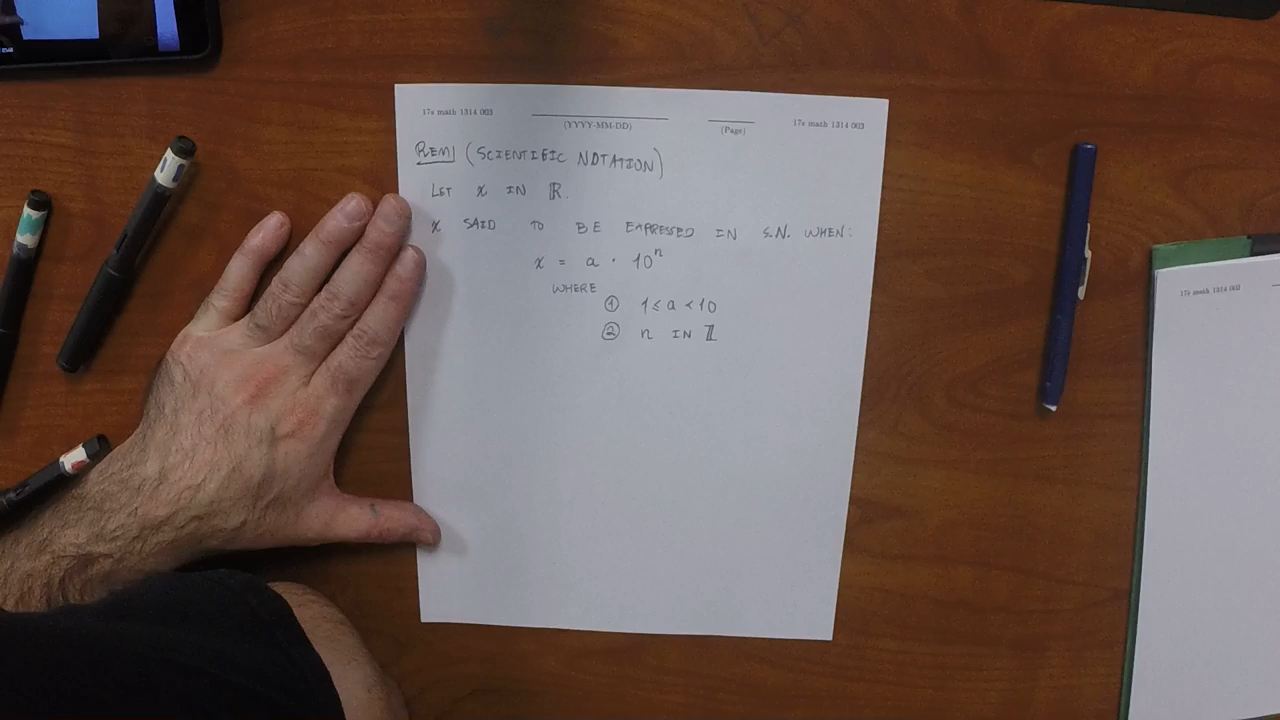 17s math 1314 003
(YYYY-MM-DD)
(Page)
17s math 1314 003
REM] (SCIENTIFIC NOTATION)
LET x IN ℝ.
x SAID TO BE EXPRESSED IN S.N. WHEN:
x = a · 10ⁿ
WHERE
① 1 ≤ a < 10
② n IN ℤ
17s math 1314 003